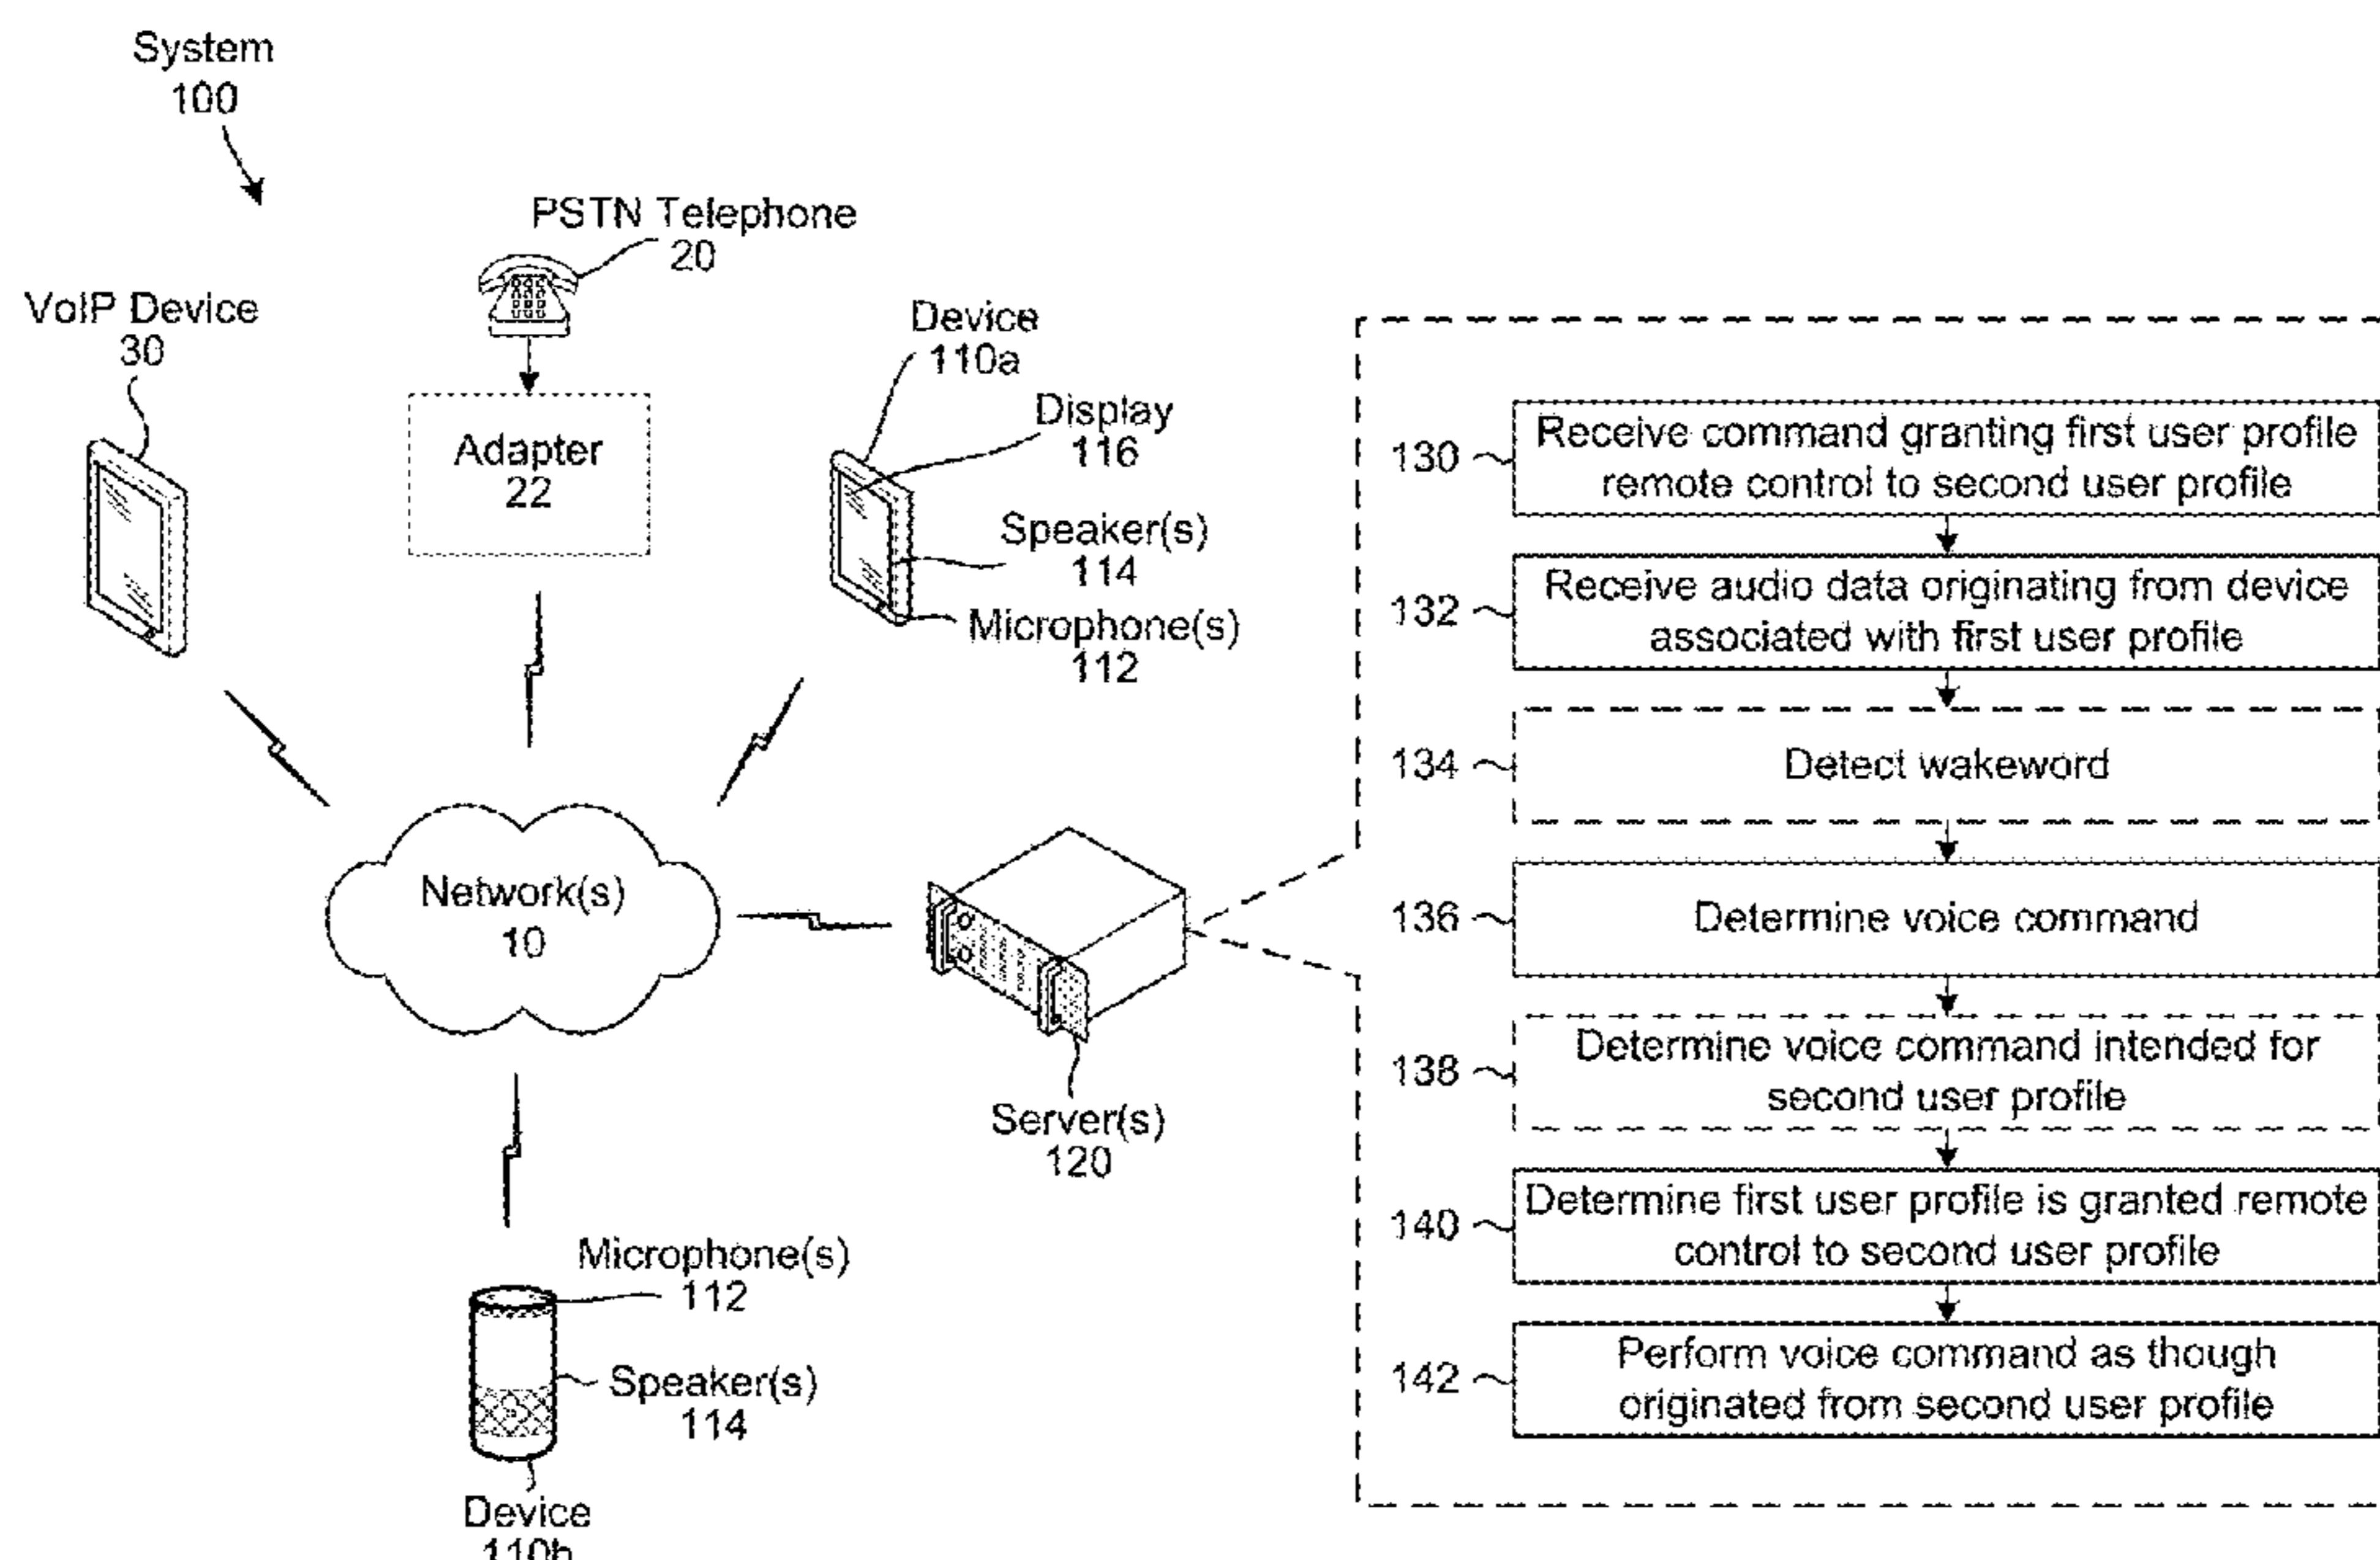 System
100
PSTN Telephone
20
VoIP Device
30
Adapter
22
Device
110a
Display
116
Speaker(s)
114
Microphone(s)
112
Network(s)
10
Server(s)
120
Microphone(s)
112
Speaker(s)
114
Device
110b
130
Receive command granting first user profile
remote control to second user profile
132
Receive audio data originating from device
associated with first user profile
134
Detect wakeword
136
Determine voice command
138
Determine voice command intended for
second user profile
140
Determine first user profile is granted remote
control to second user profile
142
Perform voice command as though
originated from second user profile